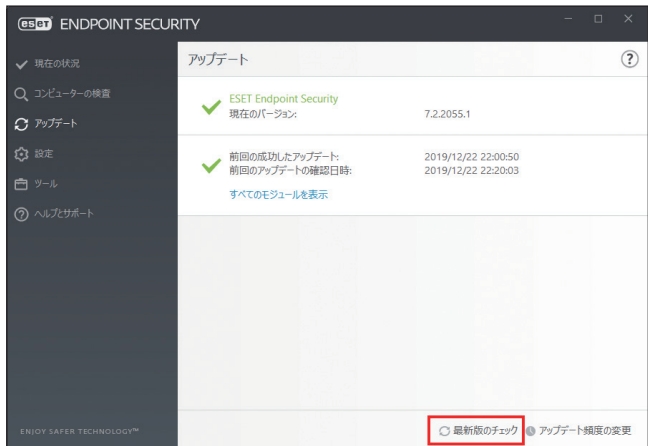 eset ENDPOINT SECURITY
現在の状況
コンピューターの検査
アップデート
設定
ツール
ヘルプとサポート
ENJOY SAFER TECHNOLOGY™
アップデート
?
ESET Endpoint Security
現在のバージョン: 7.2.2055.1
前回の成功したアップデート: 2019/12/22 22:00:50
前回のアップデートの確認日時: 2019/12/22 22:20:03
すべてのモジュールを表示
最新版のチェック アップデート頻度の変更